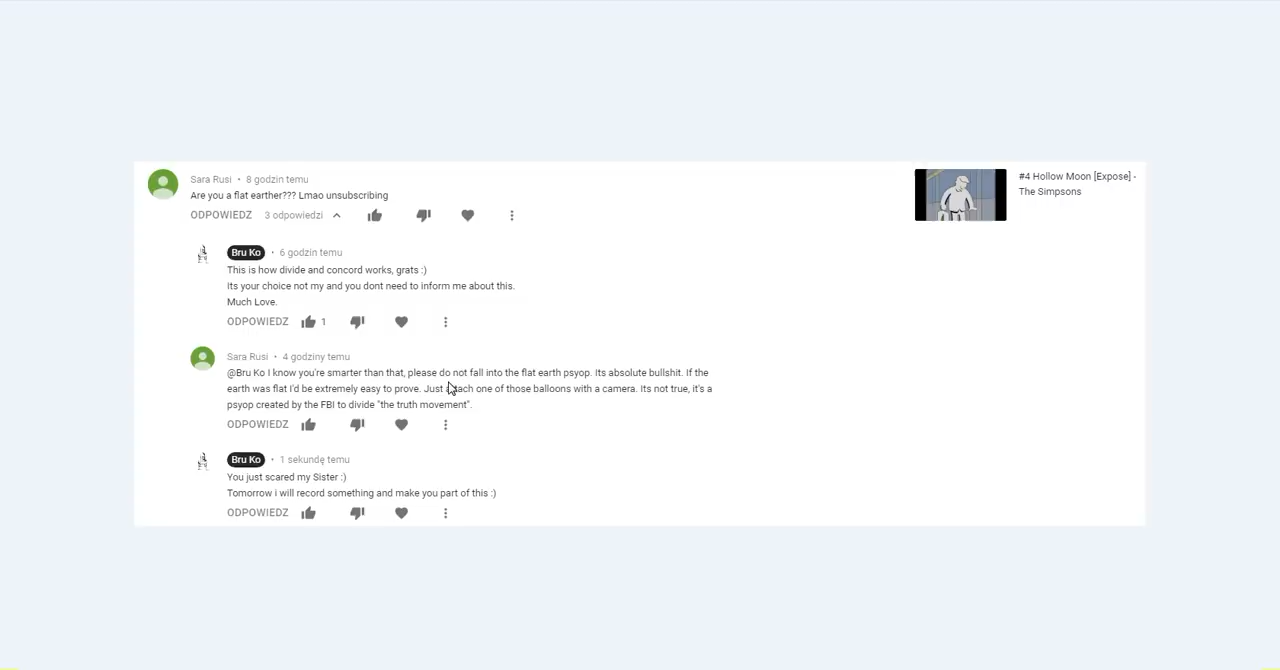 Sara Rusi • 8 godzin temu
Are you a flat earther??? Lmao unsubscribing
ODPOWIEDZ 3 odpowiedzi
#4 Hollow Moon [Expose] -
The Simpsons
Bru Ko • 6 godzin temu
This is how divide and concord works, grats :)
Its your choice not my and you dont need to inform me about this.
Much Love.
ODPOWIEDZ 1
Sara Rusi • 4 godziny temu
@Bru Ko I know you're smarter than that, please do not fall into the flat earth psyop. Its absolute bullshit. If the
earth was flat I'd be extremely easy to prove. Just attach one of those balloons with a camera. Its not true, it's a
psyop created by the FBI to divide "the truth movement".
ODPOWIEDZ
Bru Ko • 1 sekundę temu
You just scared my Sister :)
Tomorrow i will record something and make you part of this :)
ODPOWIEDZ